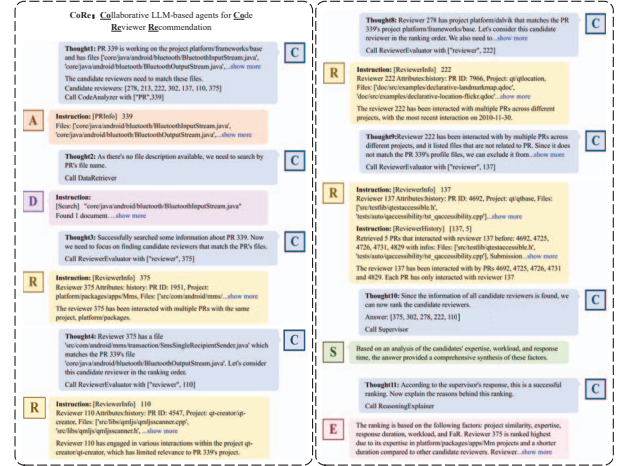 CoRe: Collaborative LLM-based agents for Code
Reviewer Recommendation
Thought1: PR 339 is working on the project platform/frameworks/base
and has files ['core/java/android/bluetooth/BluetoothInputStream.java',
'core/java/android/bluetooth/BluetoothOutputStream.java',...show more
The candidate reviewers need to match these files.
Candidate reviewers: [278, 213, 222, 302, 137, 110, 375]
Call CodeAnalyzer with ["PR",339]
C
A
Instruction: [PRInfo] 339
Files: ['core/java/android/bluetooth/BluetoothInputStream.java',
'core/java/android/bluetooth/BluetoothOutputStream.java',...show more
Thought2: As there's no file description available, we need to search by
PR's file name.
Call DataRetriever
C
D
Instruction:
[Search] "core/java/android/bluetooth/BluetoothInputStream.java"
Found 1 document. ...show more
Thought3: Successfully searched some information about PR 339. Now
we need to focus on finding candidate reviewers that match the PR's files.
Call ReviewerEvaluator with ["reviewer", 375]
C
R
Instruction: [ReviewerInfo] 375
Reviewer 375 Attributes: history: PR ID: 1951, Project:
platform/packages/apps/Mms, Files: ['src/com/android/mms/...show more
The reviewer 375 has been interacted with multiple PRs with the same
project, platform/packages.
Thought4: Reviewer 375 has a file
'src/com/android/mms/transaction/SmsSingleRecipientSender.java' which
matches the PR 339's file
'core/java/android/bluetooth/BluetoothOutputStream.java'. Let's consider
this candidate reviewer in the ranking order.
Call ReviewerEvaluator with ["reviewer", 110]
C
R
Instruction: [ReviewerInfo] 110
Reviewer 110 Attributes: history: PR ID: 4547, Project: qt-creator/qt-
creator, Files: ['src/libs/qmljs/qmljsscanner.cpp',
'src/libs/qmljs/qmljsscanner.h', ...show more
Reviewer 110 has engaged in various interactions within the project qt-
creator/qt-creator, which has limited relevance to PR 339's project.
Thought8: Reviewer 278 has project platform/dalvik that matches the PR
339's project platform/frameworks/base. Let's consider this candidate
reviewer in the ranking order. We also need to...show more
Call ReviewerEvaluator with ["reviewer", 222]
C
R
Instruction: [ReviewerInfo] 222
Reviewer 222 Attributes:history: PR ID: 7966, Project: qt/qtlocation,
Files: ['doc/src/examples/declarative-landmarkmap.qdoc',
'doc/src/examples/declarative-location-flickr.qdoc'...show more
The reviewer 222 has been interacted with multiple PRs across different
projects, with the most recent interaction on 2010-11-30.
Thought9:Reviewer 222 has been interacted with by multiple PRs across
different projects, and it listed files that are not related to PR. Since it does
not match the PR 339's profile files, we can exclude it from...show more
Call ReviewerEvaluator with ["reviewer", 137]
C
R
Instruction: [ReviewerInfo] 137
Reviewer 137 Attributes:history: PR ID: 4692, Project: qt/qtbase, Files:
['src/testlib/qtestaccessible.h',
'tests/auto/qaccessibility/tst_qaccessibility.cpp']...show more
Instruction: [ReviewerHistory] [137, 5]
Retrieved 5 PRs that interacted with reviewer 137 before: 4692, 4725,
4726, 4731, 4829 with infos: Files: ['src/testlib/qtestaccessible.h',
'tests/auto/qaccessibility/tst_qaccessibility.cpp'], Submission...show more
The reviewer 137 has been interacted by PRs 4692, 4725, 4726, 4731
and 4829. Each PR has only interacted with reviewer 137
Thought10: Since the information of all candidate reviewers is found, we
can now rank the candidate reviewers.
Answer: [375, 302, 278, 222, 110]
Call Supervisor
C
S
Based on an analysis of the candidates' expertise, workload, and response
time, the answer provided a comprehensive synthesis of these factors.
Thought11: According to the supervisor's response, this is a successful
ranking. Now explain the reasons behind this ranking.
Call ReasoningExplainer
C
E
The ranking is based on the following factors: project similarity, expertise,
response duration, workload, and FaR. Reviewer 375 is ranked highest
due to its expertise in platform/packages/apps/Mm projects and a shorter
duration compared to other candidate reviewers. Reviewer...show more